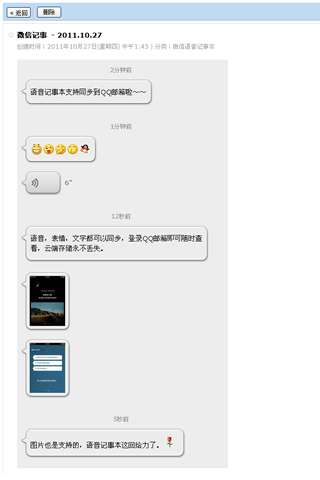 « 返回 删除
微信记事 - 2011.10.27
创建时间：2011年10月27日(星期四) 中午1:45 | 分类：微信语音记事本
2分钟前
语音记事本支持同步到QQ邮箱啦～～
1分钟前
6"
12秒前
语音，表情，文字都可以同步，登录QQ邮箱即可随时查
看，云端存储永不丢失。
5秒前
图片也是支持的，语音记事本这回给力了。